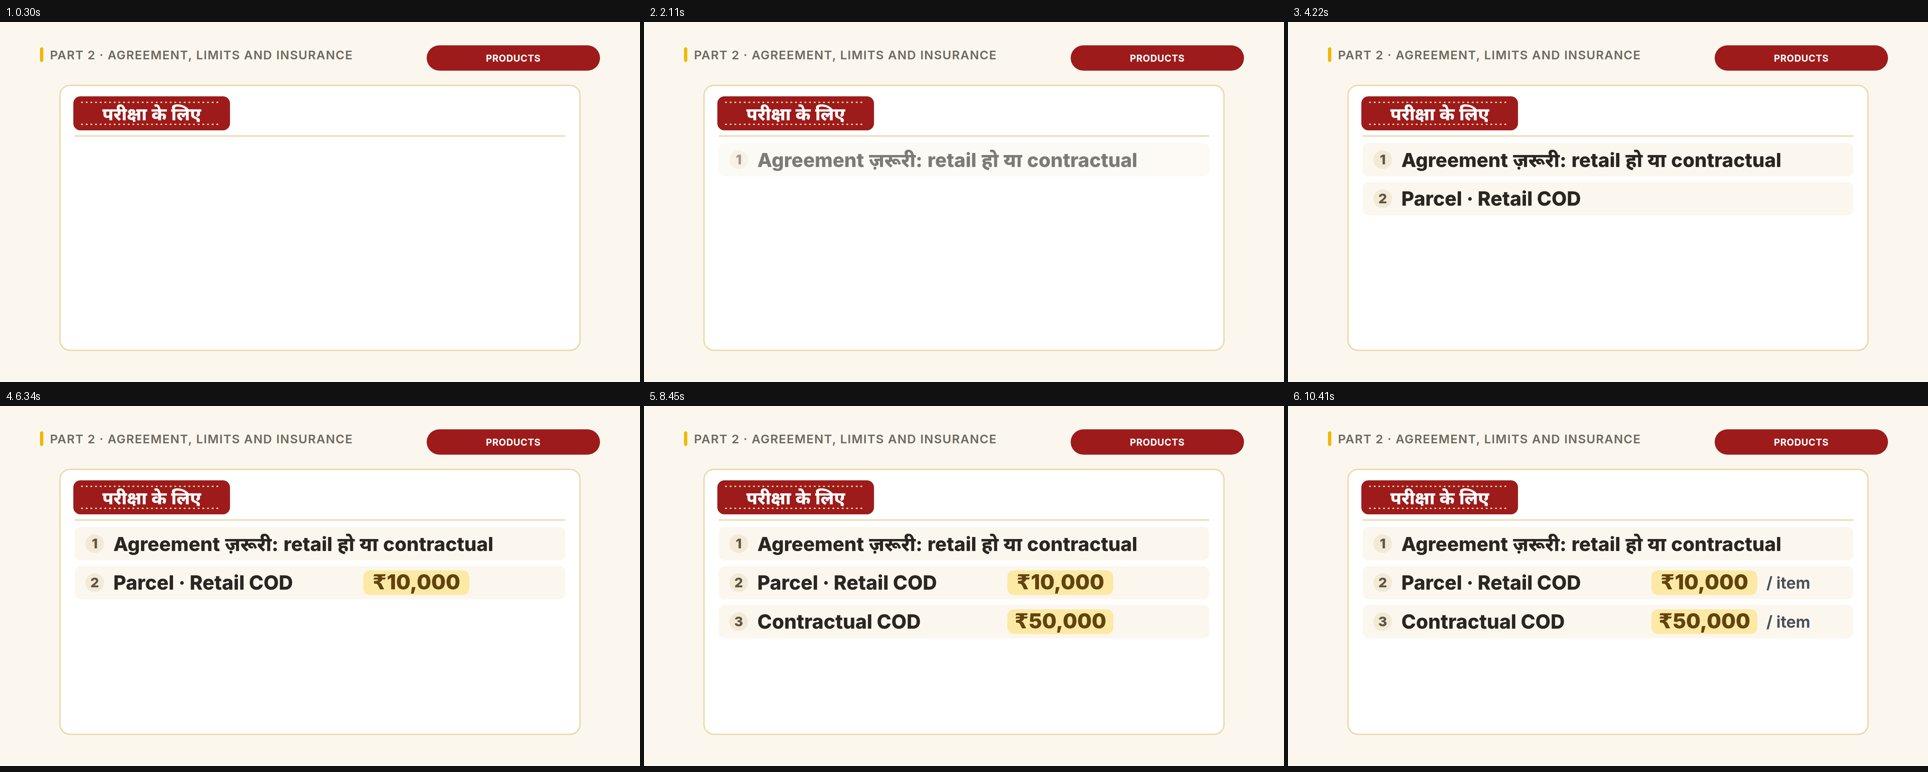 1. 0.30s
PART 2 · AGREEMENT, LIMITS AND INSURANCE
PRODUCTS
परीक्षा के लिए
2. 2.11s
PART 2 · AGREEMENT, LIMITS AND INSURANCE
PRODUCTS
परीक्षा के लिए
1 Agreement ज़रूरी: retail हो या contractual
3. 4.22s
PART 2 · AGREEMENT, LIMITS AND INSURANCE
PRODUCTS
परीक्षा के लिए
1 Agreement ज़रूरी: retail हो या contractual
2 Parcel · Retail COD
4. 6.34s
PART 2 · AGREEMENT, LIMITS AND INSURANCE
PRODUCTS
परीक्षा के लिए
1 Agreement ज़रूरी: retail हो या contractual
2 Parcel · Retail COD ₹10,000
5. 8.45s
PART 2 · AGREEMENT, LIMITS AND INSURANCE
PRODUCTS
परीक्षा के लिए
1 Agreement ज़रूरी: retail हो या contractual
2 Parcel · Retail COD ₹10,000
3 Contractual COD ₹50,000
6. 10.41s
PART 2 · AGREEMENT, LIMITS AND INSURANCE
PRODUCTS
परीक्षा के लिए
1 Agreement ज़रूरी: retail हो या contractual
2 Parcel · Retail COD ₹10,000 / item
3 Contractual COD ₹50,000 / item